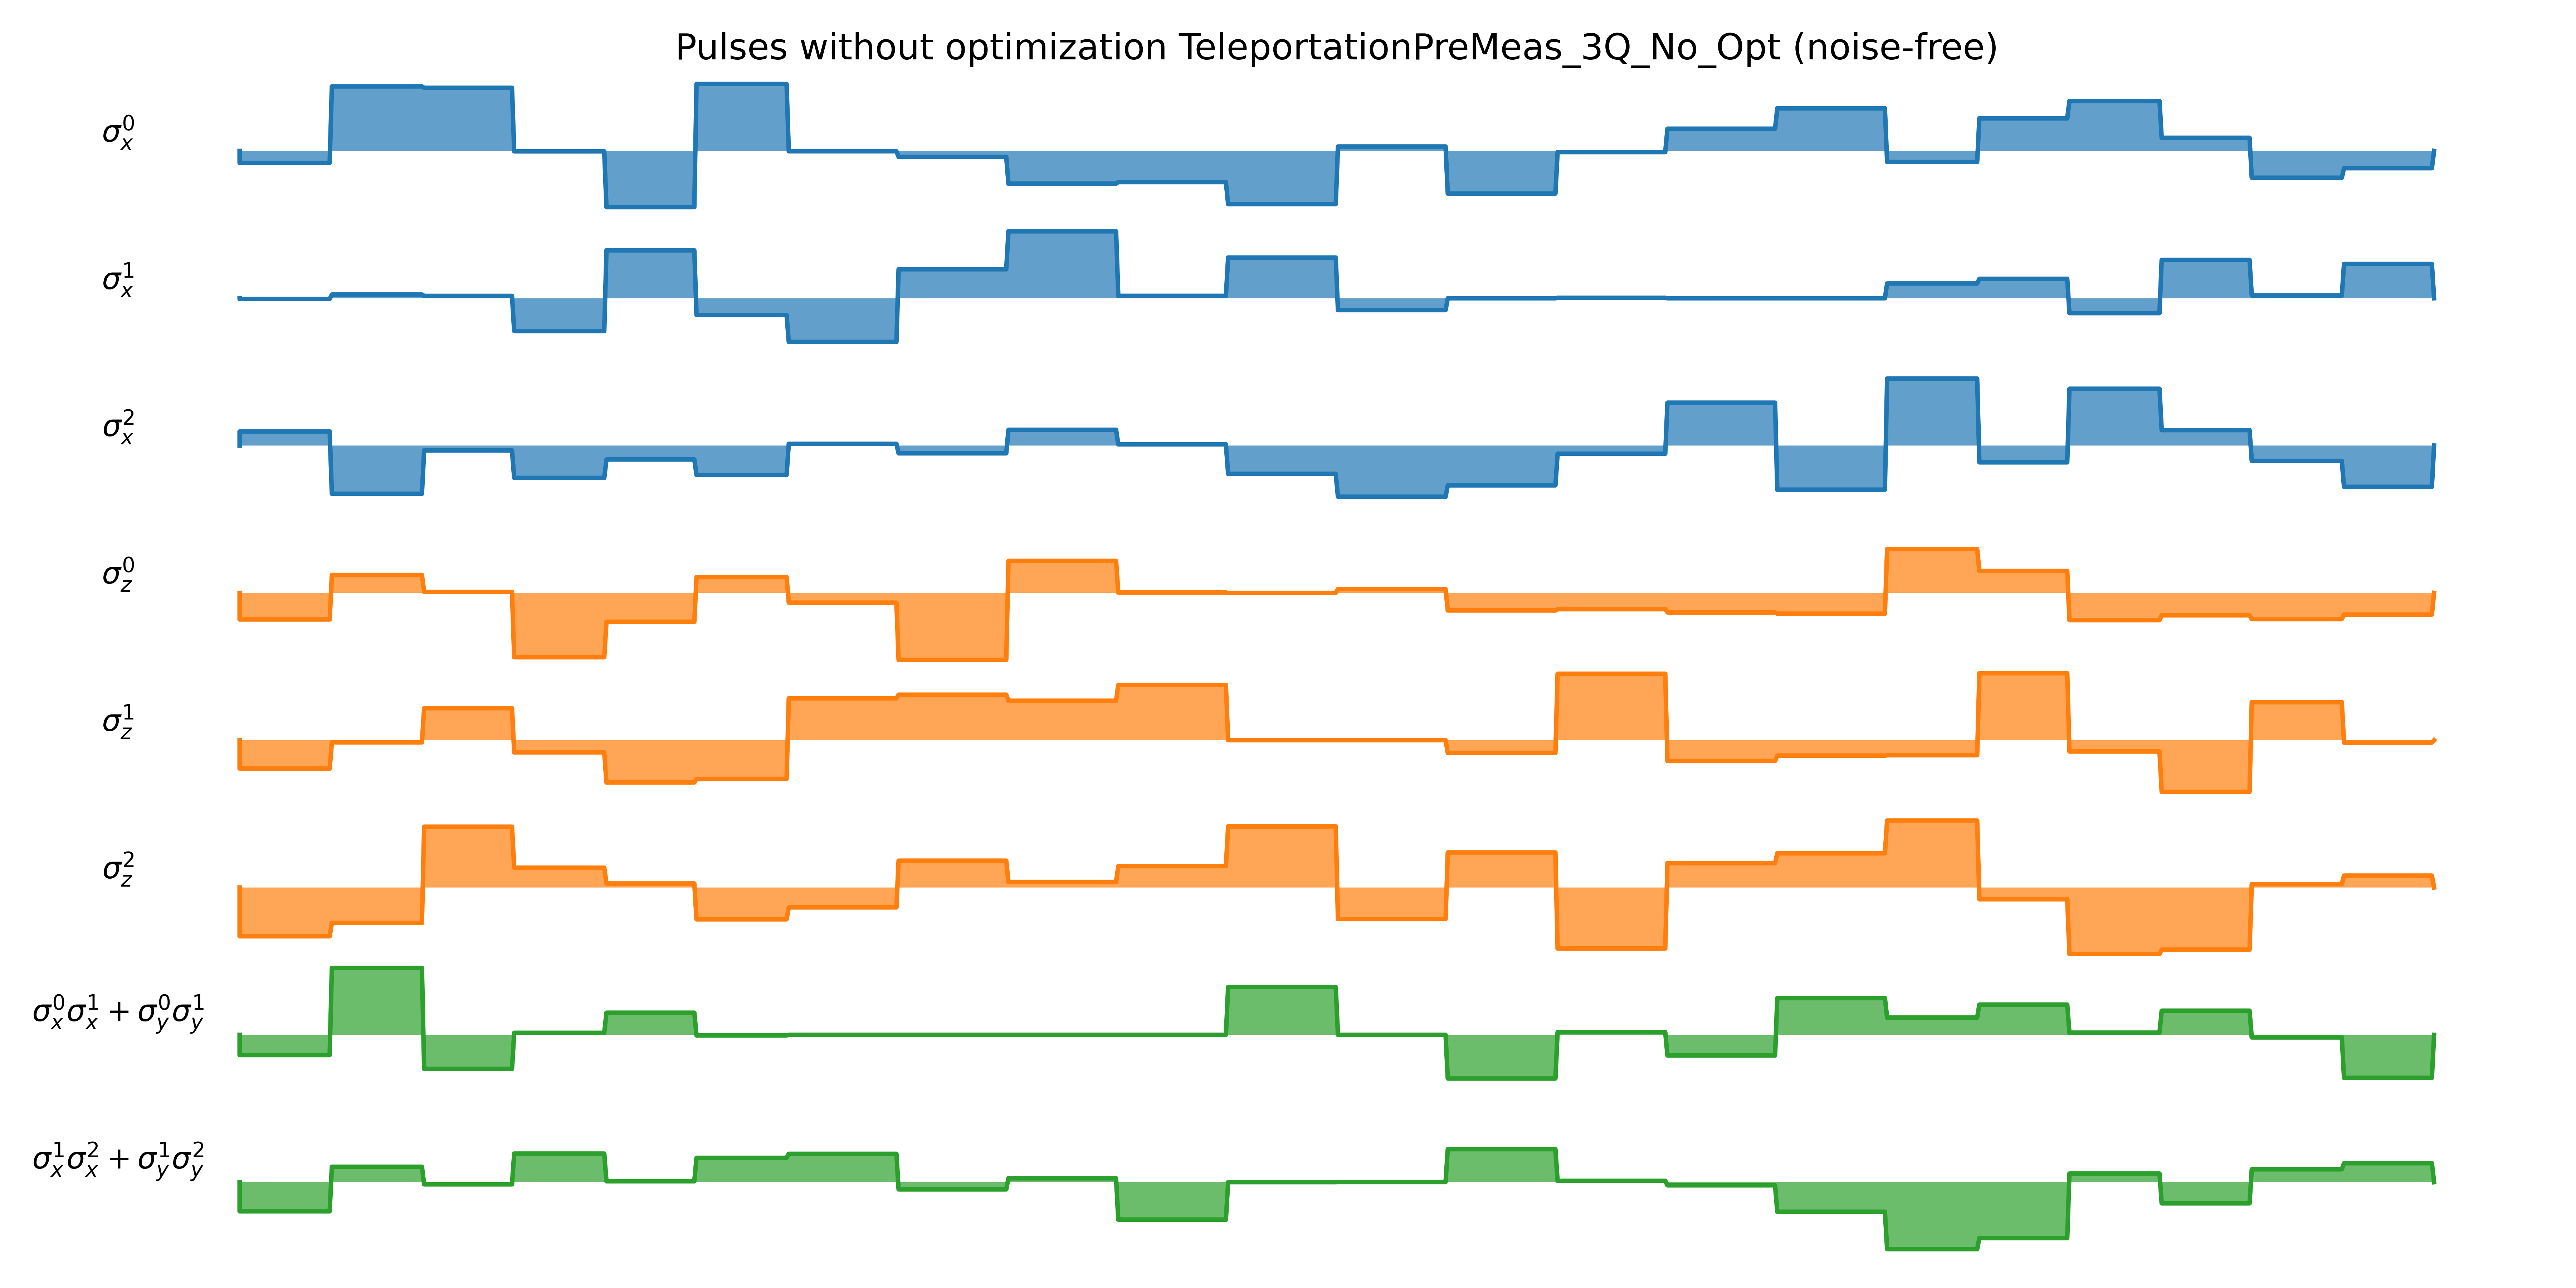 Pulses without optimization TeleportationPreMeas_3Q_No_Opt (noise-free)
σ_x^0
σ_x^1
σ_x^2
σ_z^0
σ_z^1
σ_z^2
σ_x^0σ_x^1 + σ_y^0σ_y^1
σ_x^1σ_x^2 + σ_y^1σ_y^2